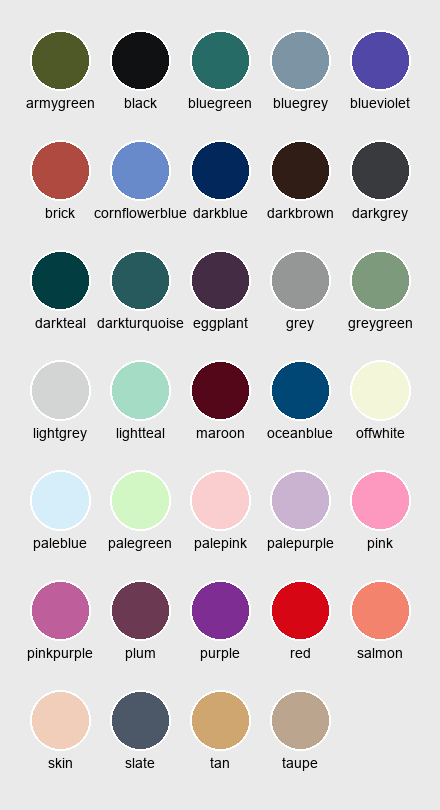 armygreen black bluegreen bluegrey blueviolet
brick cornflowerblue darkblue darkbrown darkgrey
darkteal darkturquoise eggplant grey greygreen
lightgrey lightteal maroon oceanblue offwhite
paleblue palegreen palepink palepurple pink
pinkpurple plum purple red salmon
skin slate tan taupe